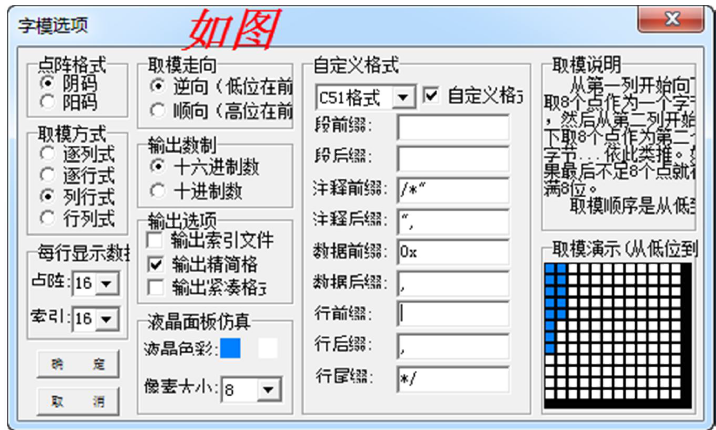 字模选项
如图
点阵格式
阴码
阳码
取模方式
逐列式
逐行式
列行式
行列式
每行显示数据
点阵: 16
索引: 16
确 定
取 消
取模走向
逆向（低位在前
顺向（高位在前
输出数制
十六进制数
十进制数
输出选项
输出索引文件
输出精简格
输出紧凑格式
液晶面板仿真
液晶色彩:
像素大小: 8
自定义格式
C51格式 自定义格式
段前缀:
段后缀:
注释前缀: /*"
注释后缀: ",
数据前缀: 0x
数据后缀: ,
行前缀:
行后缀: ,
行尾缀: */
取模说明
从第一列开始向下
取8个点作为一个字节
，然后从第二列开始
下取8个点作为第二个
字节...依此类推。如
果最后不足8个点就补
满8位。
取模顺序是从低到
取模演示(从低位到